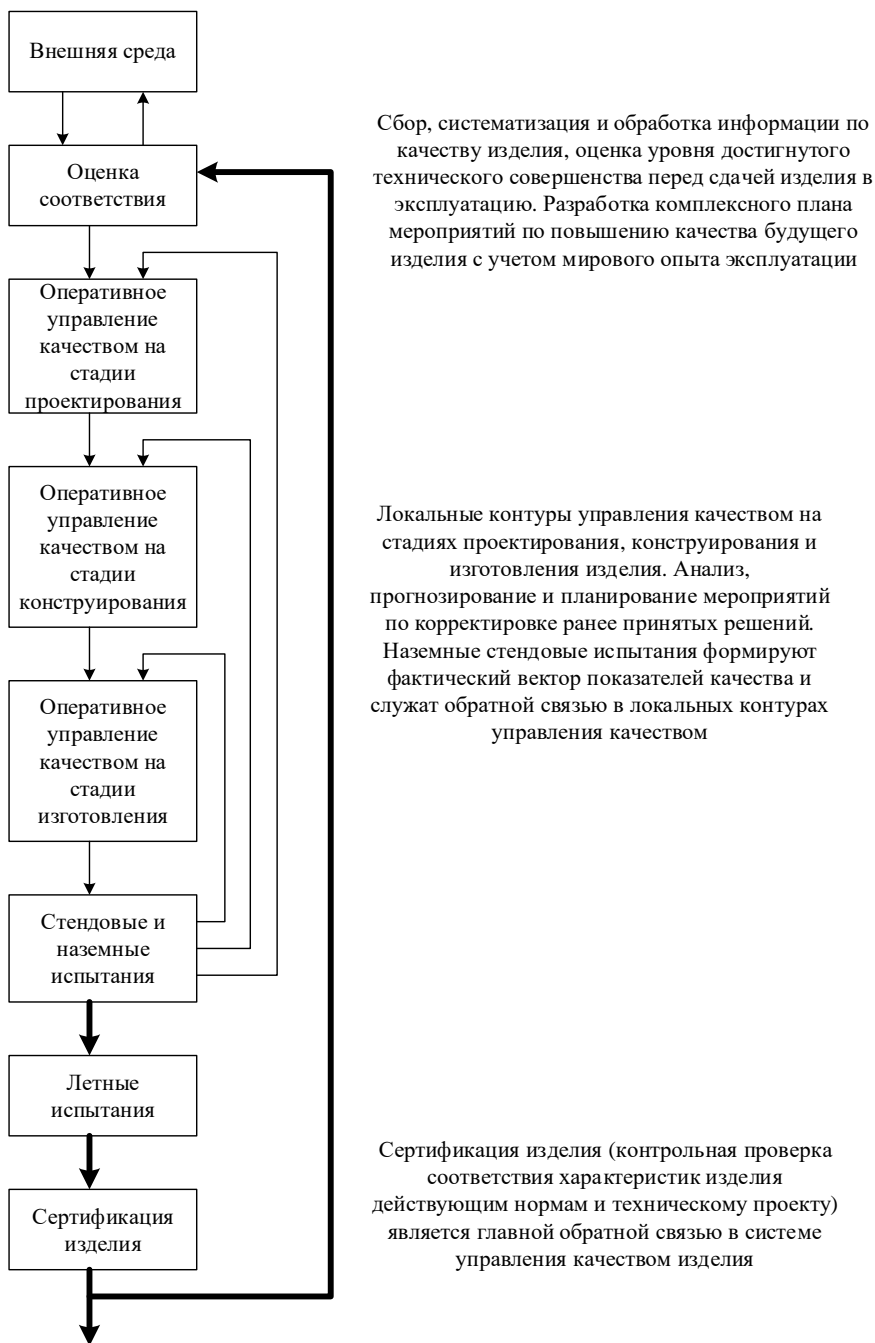 Внешняя среда
Сбор, систематизация и обработка информации по
качеству изделия, оценка уровня достигнутого
технического совершенства перед сдачей изделия в
эксплуатацию. Разработка комплексного плана
мероприятий по повышению качества будущего
изделия с учетом мирового опыта эксплуатации
Оценка
соответствия
Оперативное
управление
качеством на
стадии
проектирования
Оперативное
управление
качеством на
стадии
конструирования
Локальные контуры управления качеством на
стадиях проектирования, конструирования и
изготовления изделия. Анализ,
прогнозирование и планирование мероприятий
по корректировке ранее принятых решений.
Наземные стендовые испытания формируют
фактический вектор показателей качества и
служат обратной связью в локальных контурах
управления качеством
Оперативное
управление
качеством на
стадии
изготовления
Стендовые и
наземные
испытания
Летные
испытания
Сертификация
изделия
Сертификация изделия (контрольная проверка
соответствия характеристик изделия
действующим нормам и техническому проекту)
является главной обратной связью в системе
управления качеством изделия